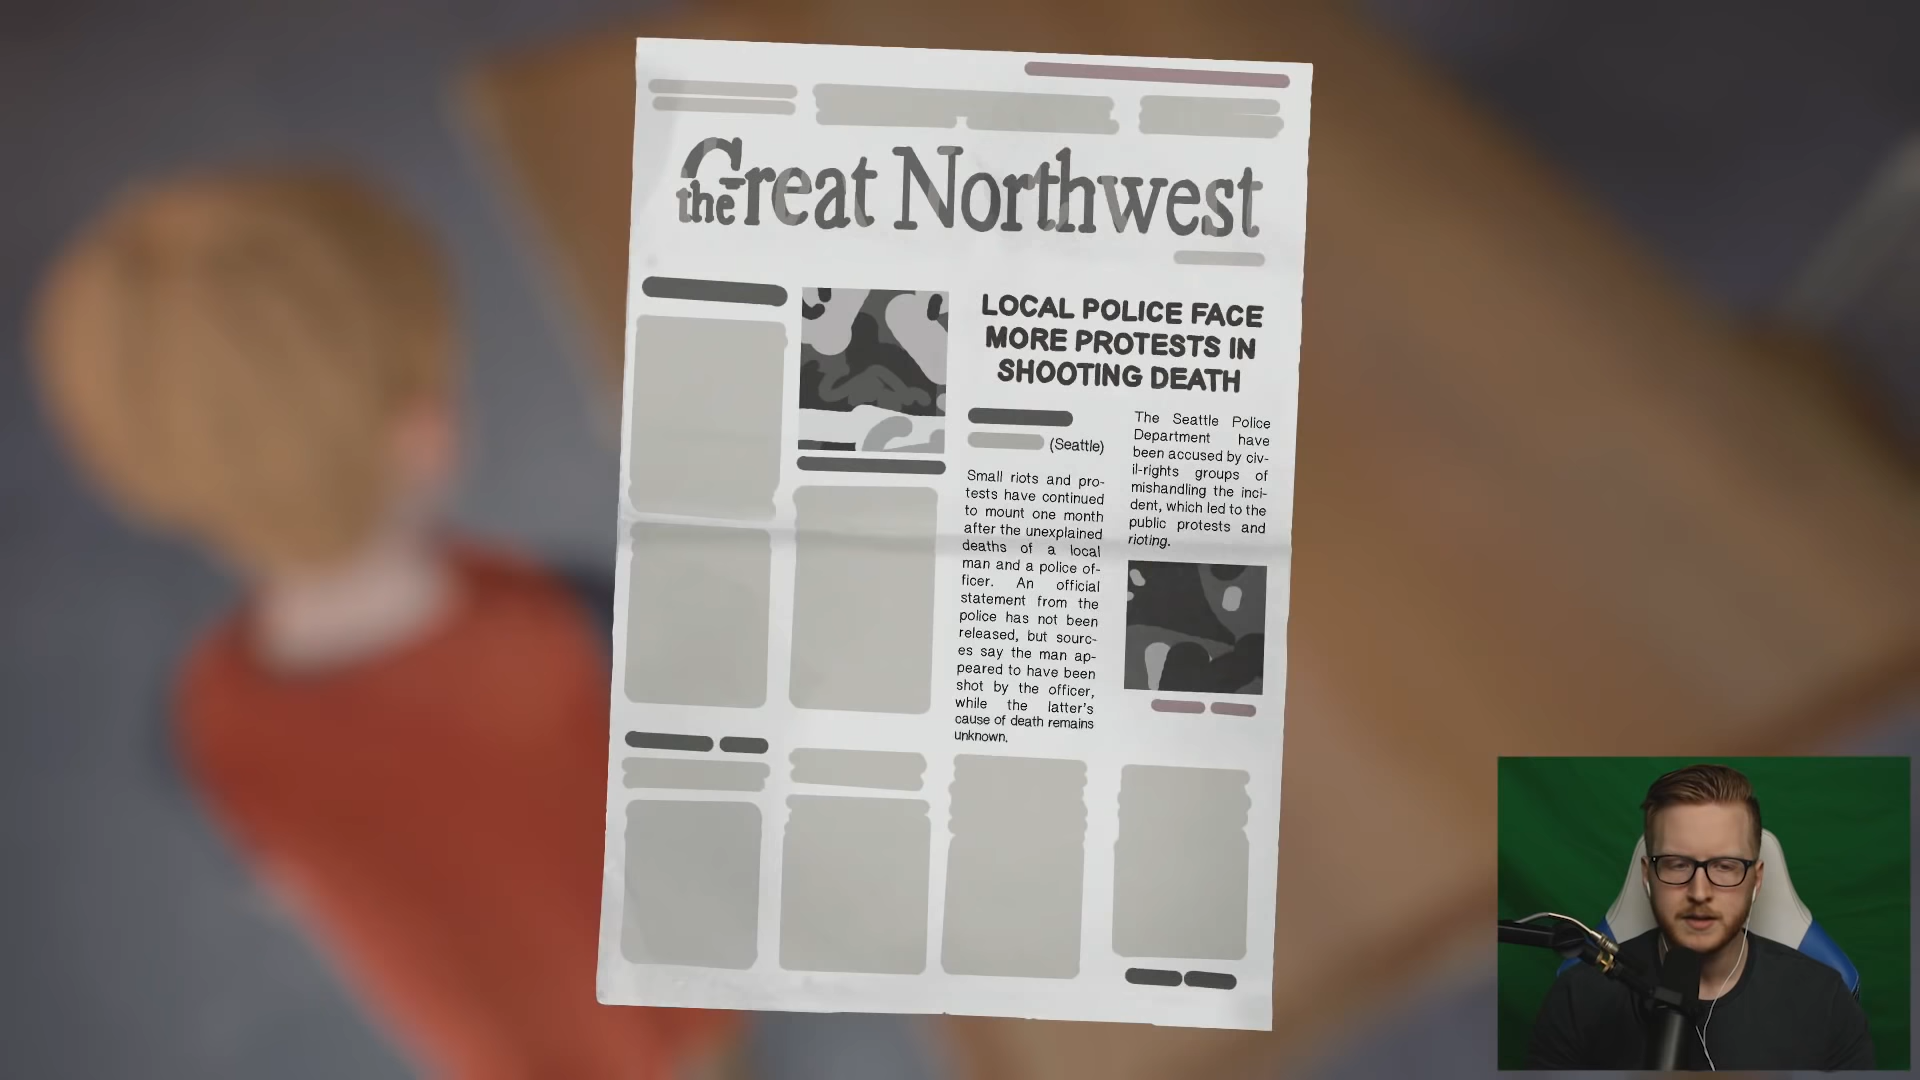 the Great Northwest
LOCAL POLICE FACE
MORE PROTESTS IN
SHOOTING DEATH
(Seattle)
Small riots and pro-
tests have continued
to mount one month
after the unexplained
deaths of a local
man and a police of-
ficer. An official
statement from the
police has not been
released, but sourc-
es say the man ap-
peared to have been
shot by the officer,
while the latter's
cause of death remains
unknown.
The Seattle Police
Department have
been accused by civ-
il-rights groups of
mishandling the inci-
dent, which led to the
public protests and
rioting.